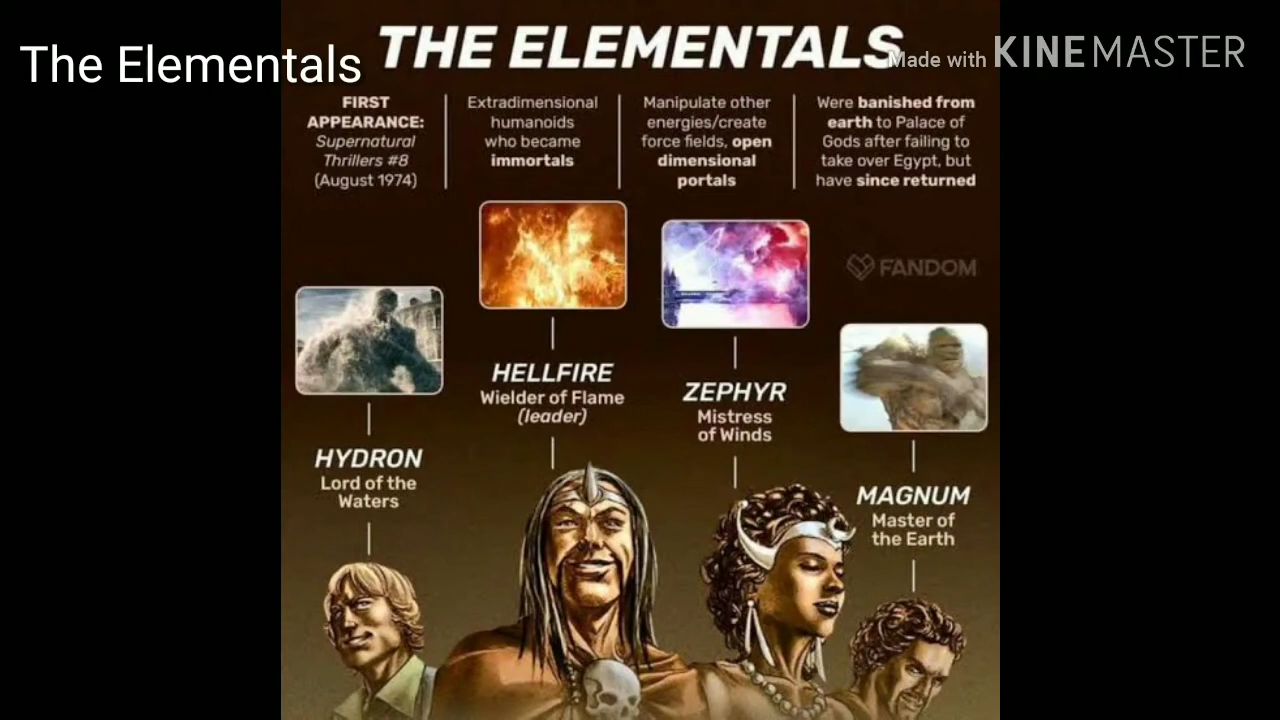 The Elementals
THE ELEMENTALS
Made with KINEMASTER
FIRST
APPEARANCE:
Supernatural
Thrillers #8
(August 1974)
Extradimensional
humanoids
who became
immortals
Manipulate other
energies/create
force fields, open
dimensional
portals
Were banished from
earth to Palace of
Gods after failing to
take over Egypt, but
have since returned
FANDOM
HELLFIRE
Wielder of Flame
(leader)
ZEPHYR
Mistress
of Winds
HYDRON
Lord of the
Waters
MAGNUM
Master of
the Earth